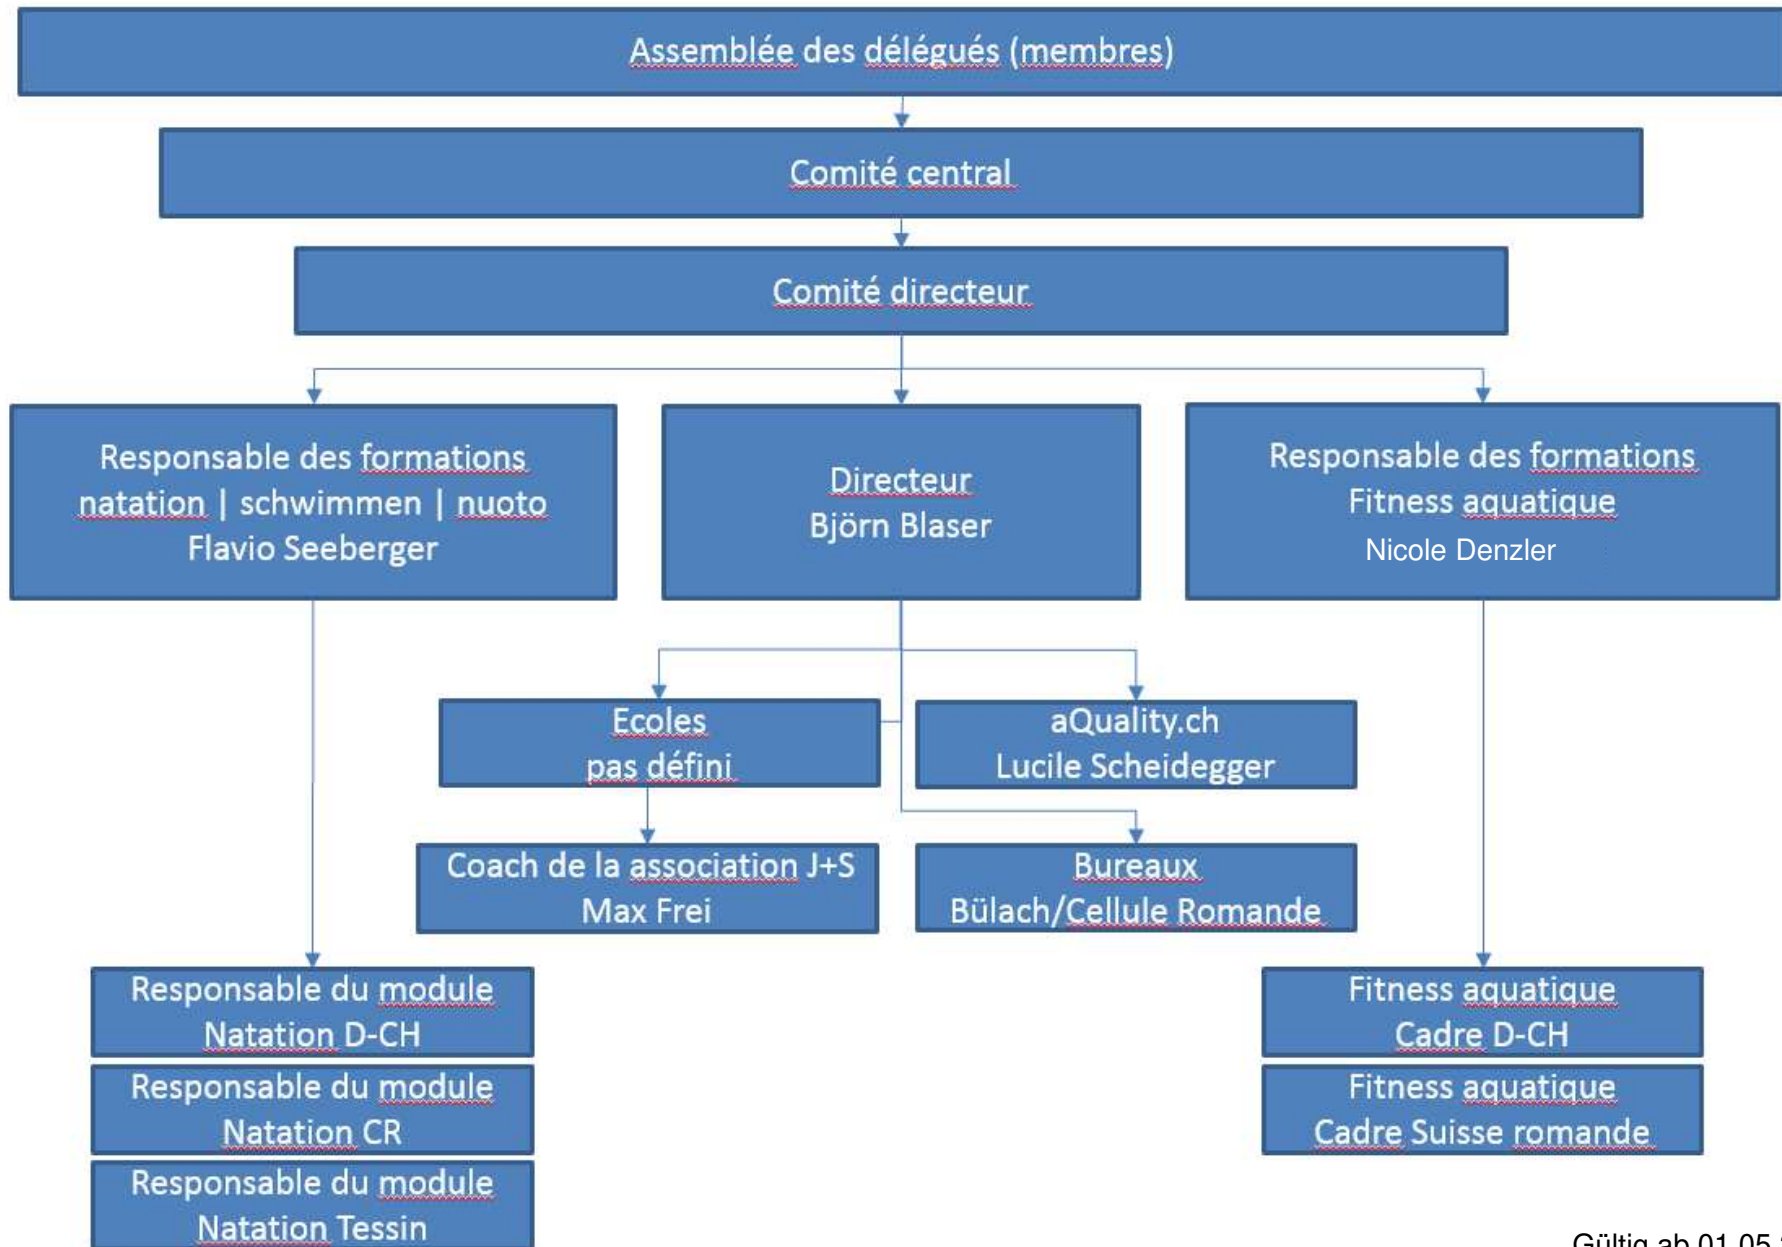 Assemblée des délégués (membres)
Comité central
Comité directeur
Responsable des formations
natation | schwimmen | nuoto
Flavio Seeberger
Directeur
Björn Blaser
Responsable des formations
Fitness aquatique
Nicole Denzler
Ecoles
pas défini
aQuality.ch
Lucile Scheidegger
Coach de la association J+S
Max Frei
Bureaux
Bülach/Cellule Romande
Responsable du module
Natation D-CH
Responsable du module
Natation CR
Responsable du module
Natation Tessin
Fitness aquatique
Cadre D-CH
Fitness aquatique
Cadre Suisse romande
Gültig ab 01.05.